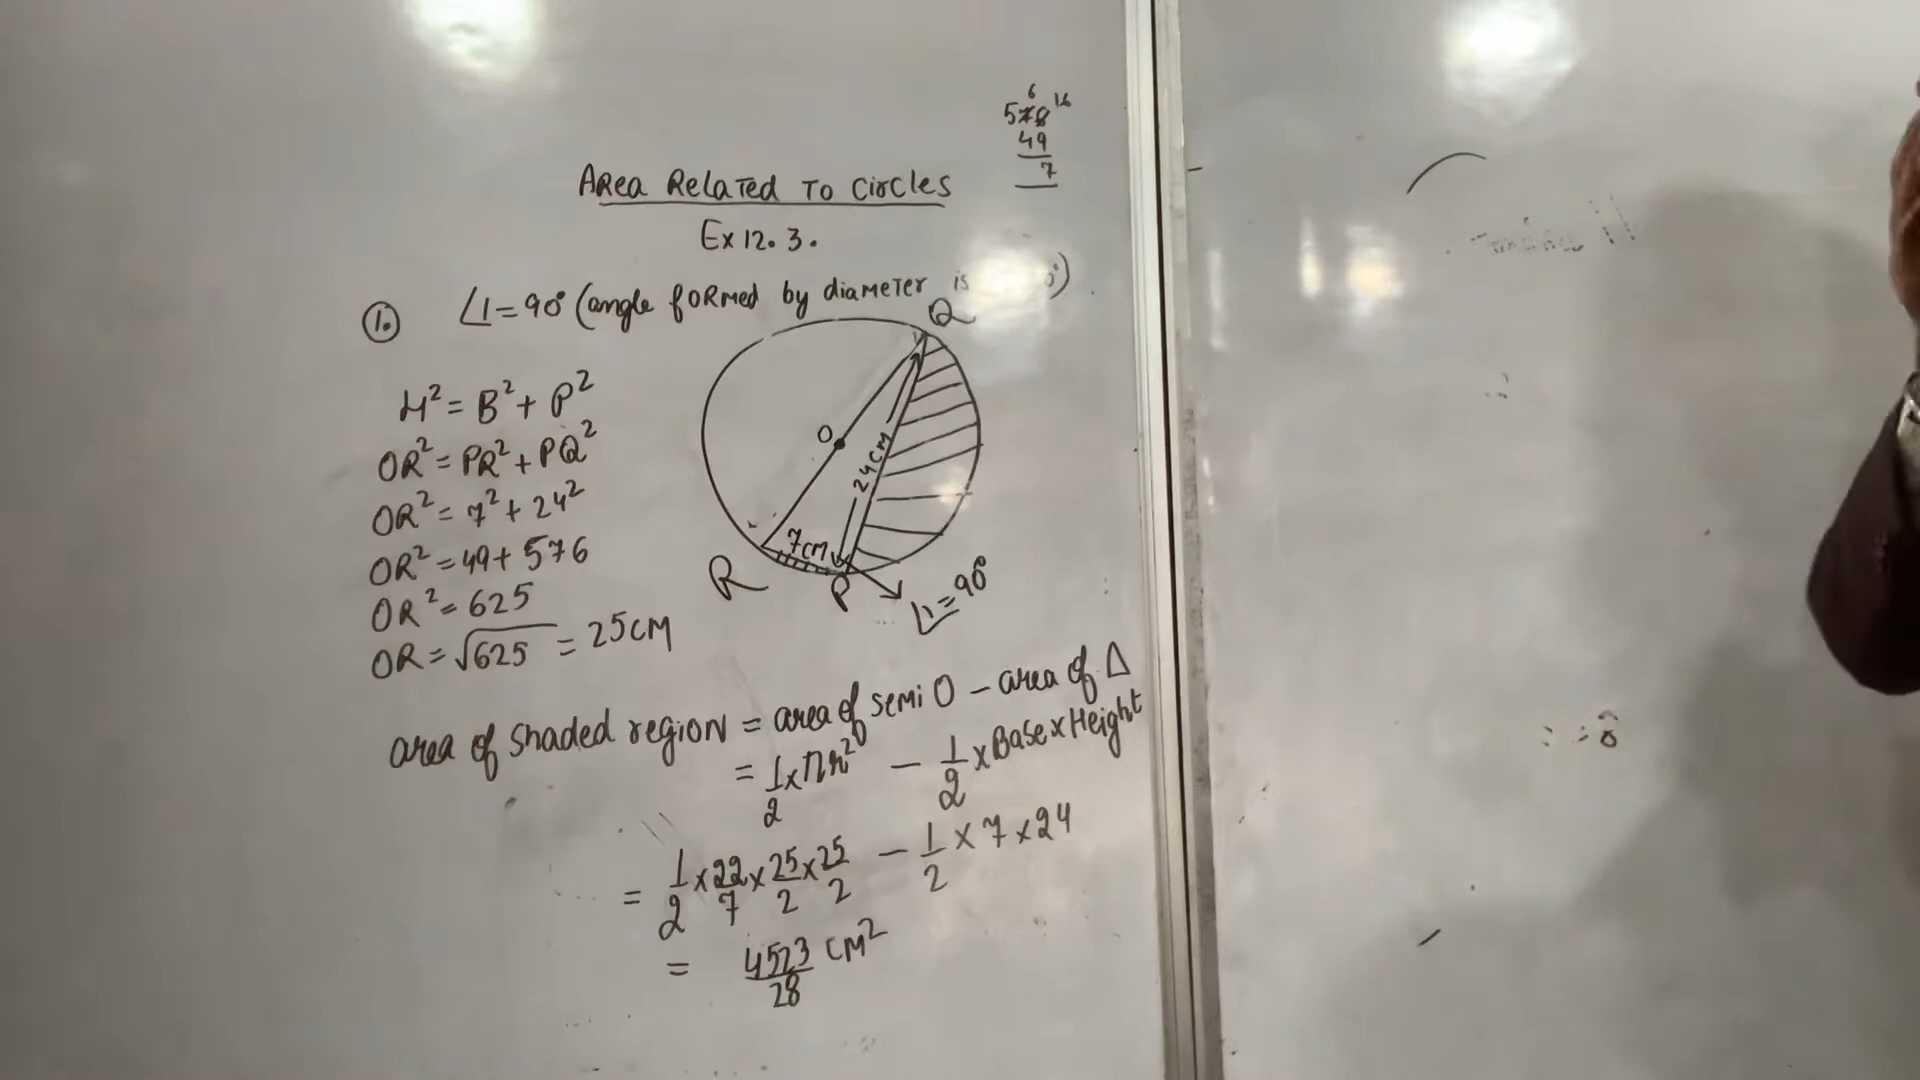 6
578 16
49
7
Area Related To Circles
Ex 12.3.
1. ∠1=90° (angle formed by diameter is
H²= B²+ P²
OR²= PR²+ PQ²
OR²= 7²+ 24²
OR²= 49+ 576
OR²= 625
OR= √625 = 25CM
Q
O
24CM
7CM
R
P
∠1=90°
area of shaded region = area of semi O - area of Δ
= 1/2 x πr² - 1/2 x Base x Height
= 1/2 x 22/7 x 25/2 x 25/2 - 1/2 x 7 x 24
= 4523/28 CM²